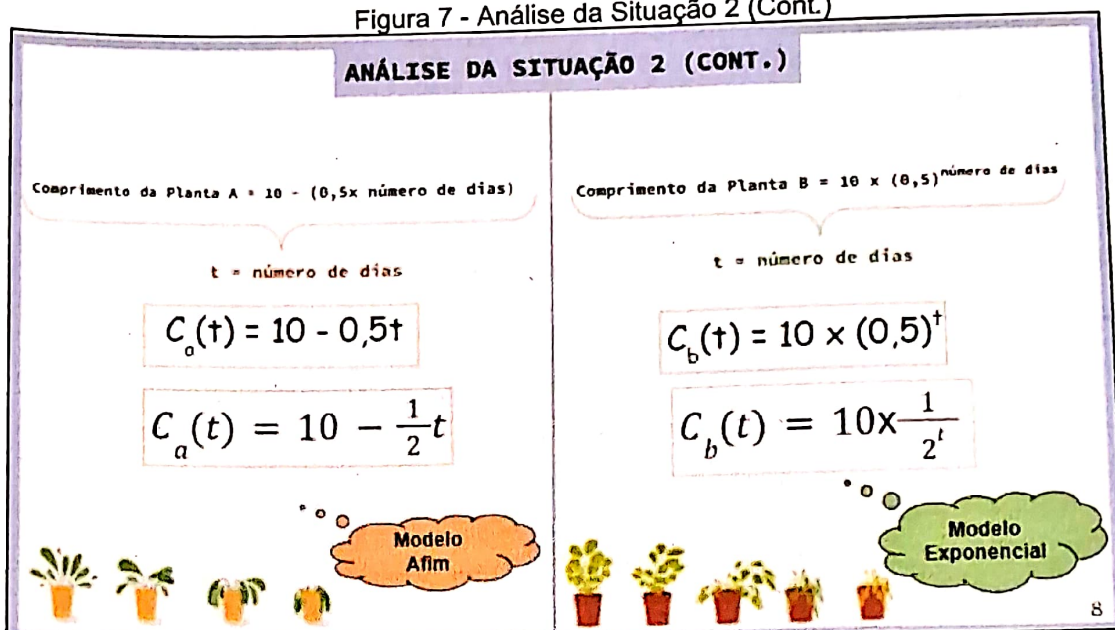 Figura 7 - Análise da Situação 2 (Cont.)
ANÁLISE DA SITUAÇÃO 2 (CONT.)
Comprimento da Planta A = 10 - (0,5x número de dias)
t = número de dias
C_a(t) = 10 - 0,5t
C_a(t) = 10 - 1/2 t
Modelo
Afim
Comprimento da Planta B = 10 x (0,5)^número de dias
t = número de dias
C_b(t) = 10 × (0,5)^t
C_b(t) = 10x 1/2^t
Modelo
Exponencial
8